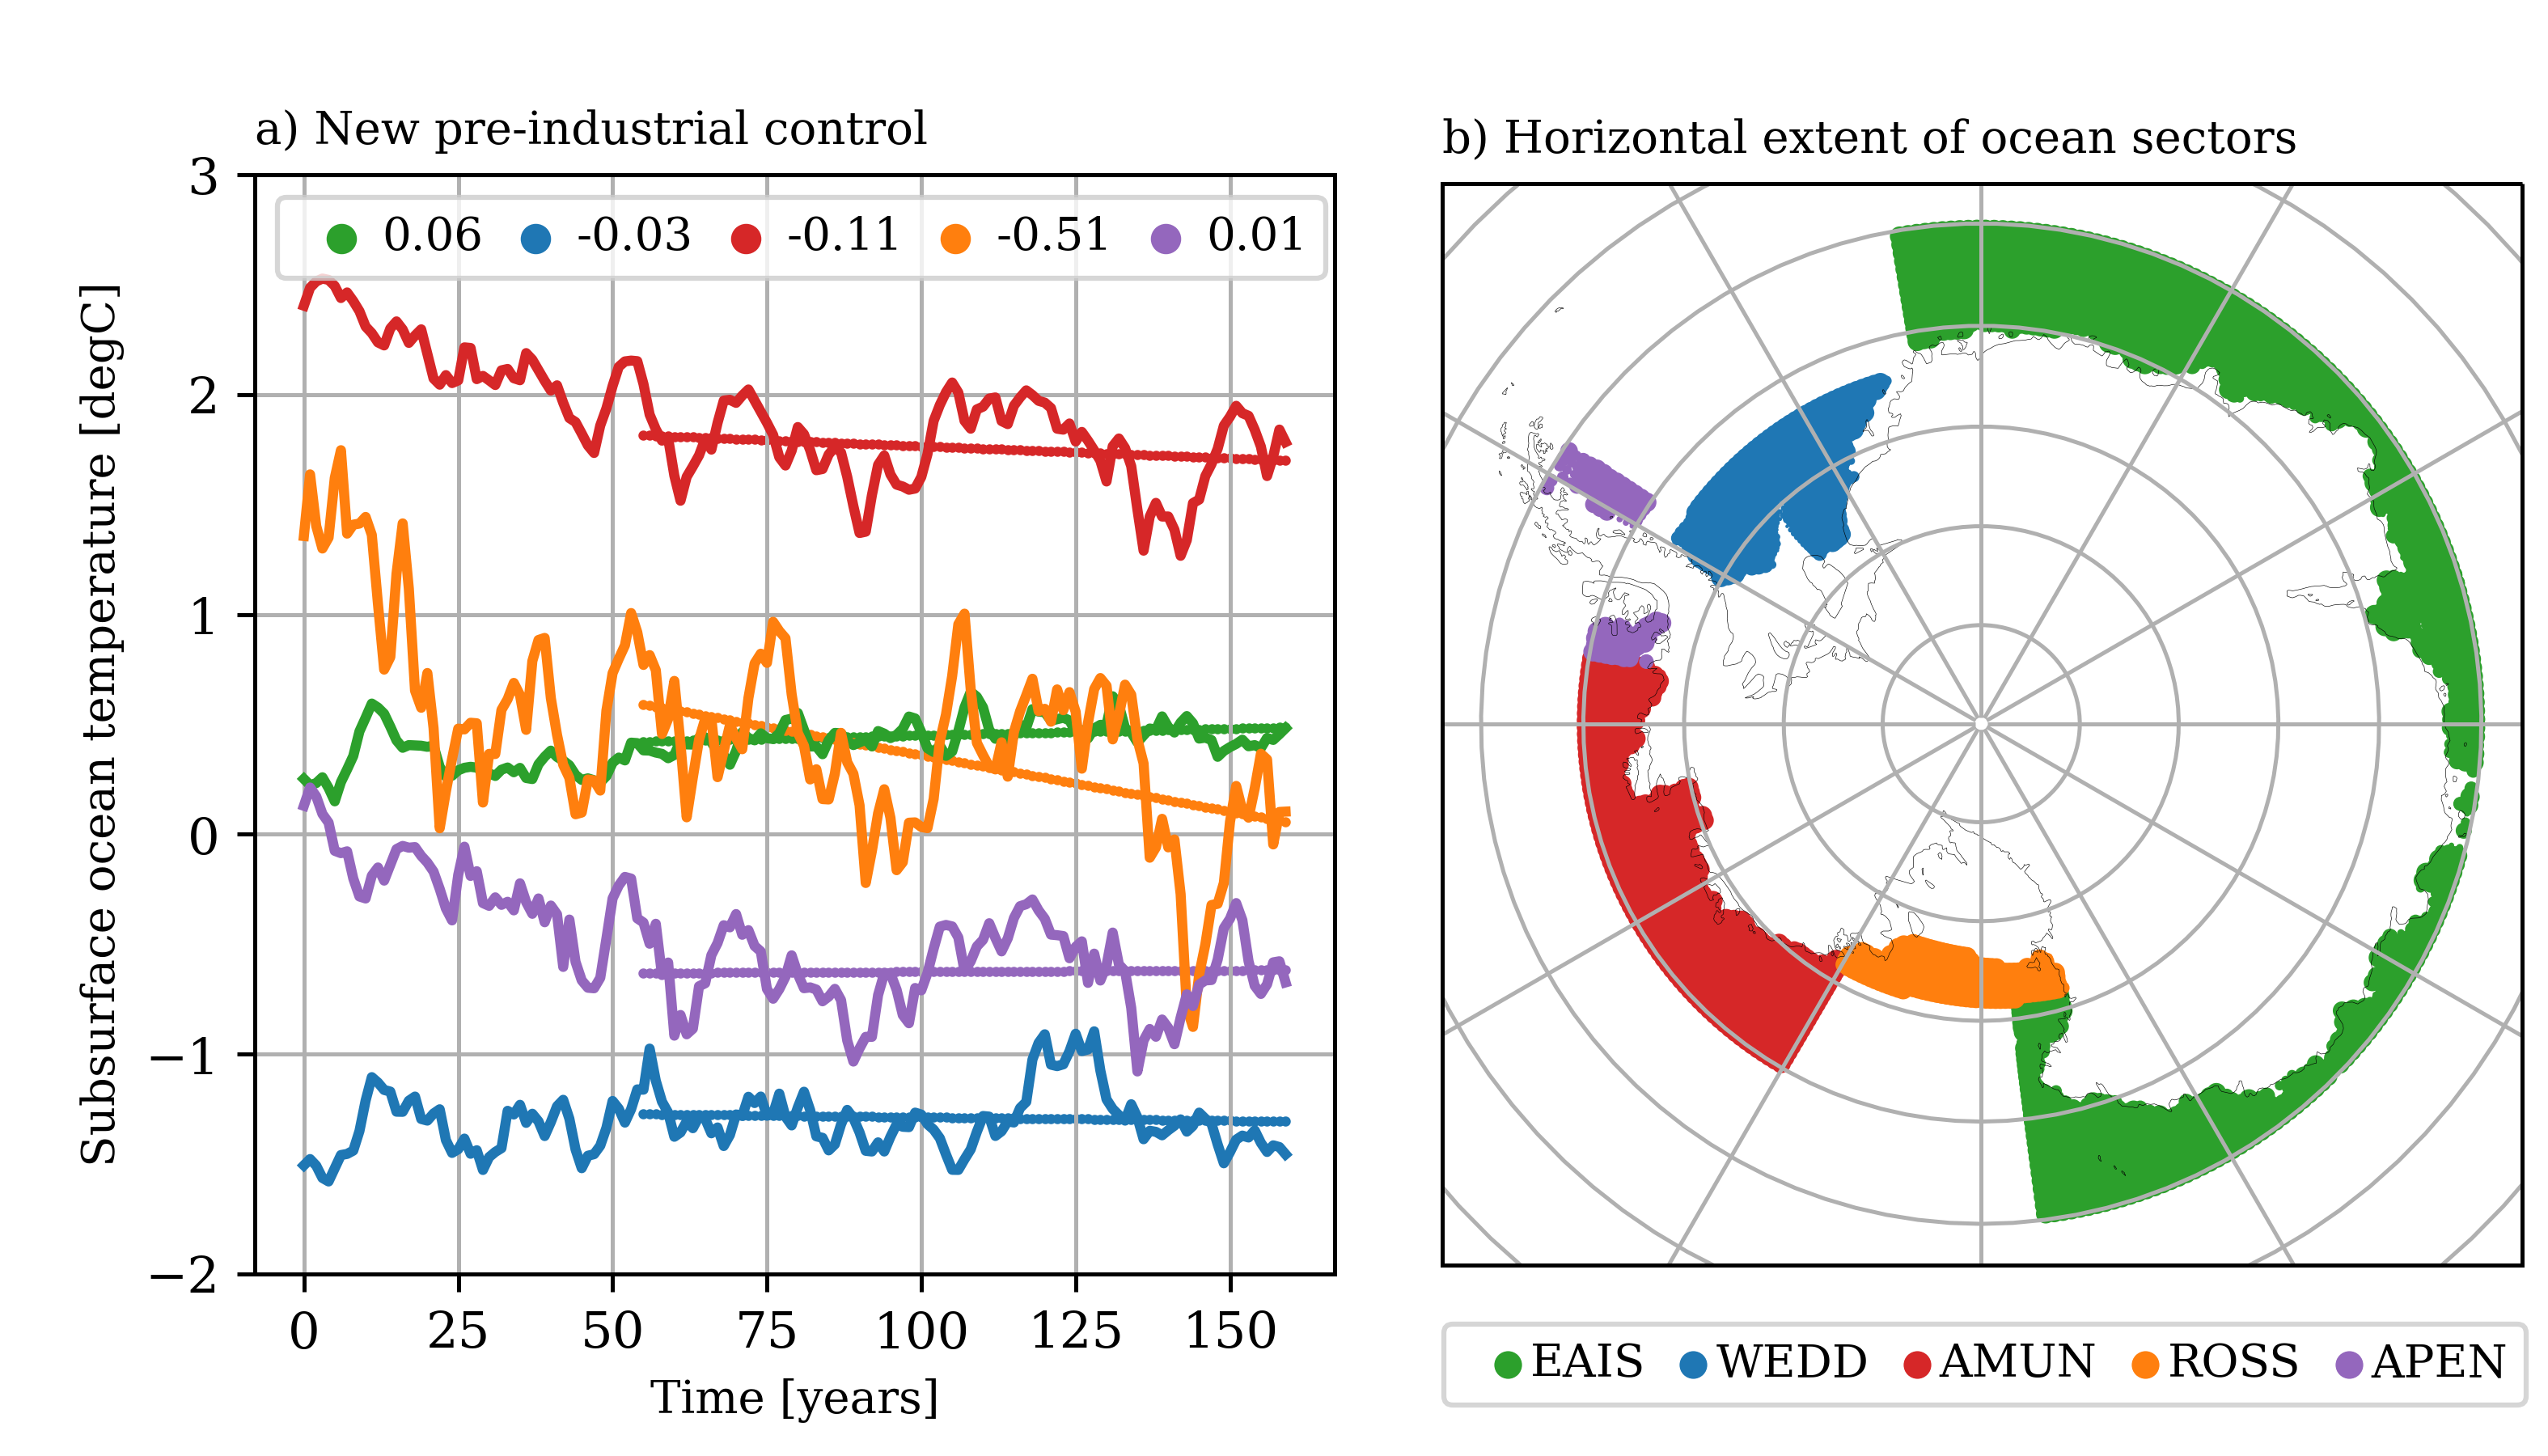 a) New pre-industrial control
3
2
1
0
−1
−2
Subsurface ocean temperature [degC]
0.06 -0.03 -0.11 -0.51 0.01
0 25 50 75 100 125 150
Time [years]
b) Horizontal extent of ocean sectors
EAIS WEDD AMUN ROSS APEN